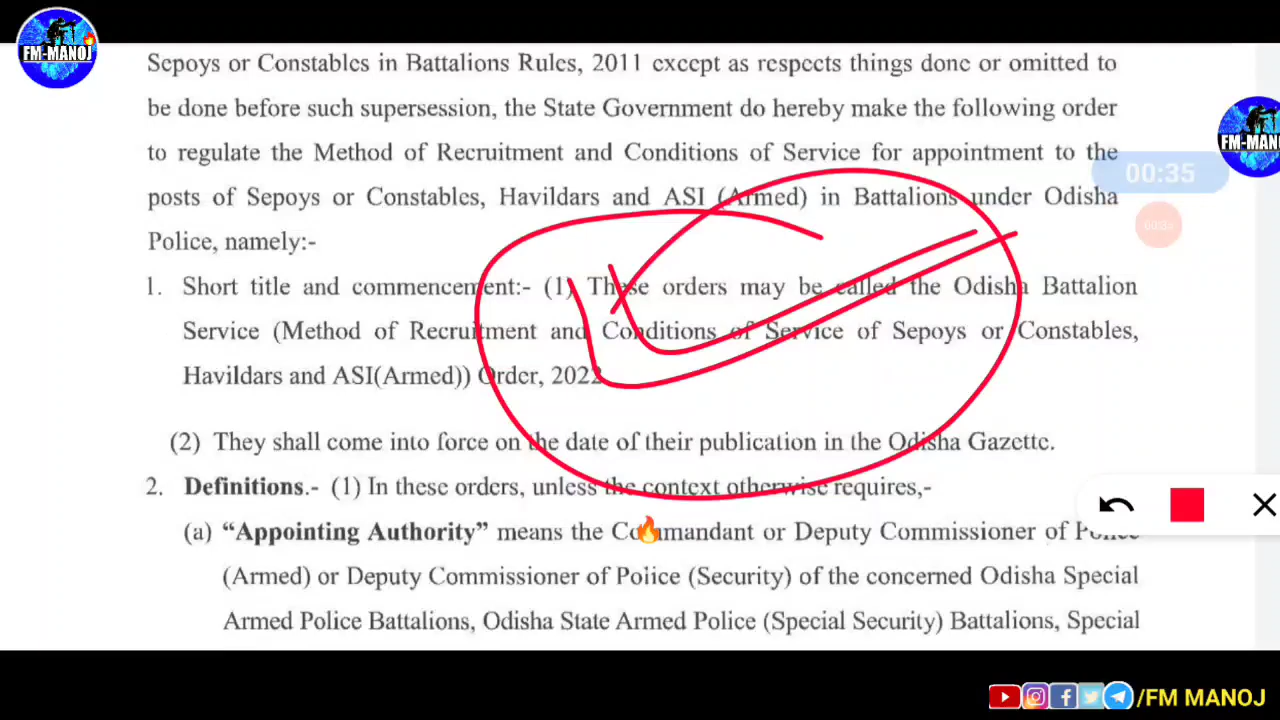 FM-MANOJ
Sepoys or Constables in Battalions Rules, 2011 except as respects things done or omitted to
be done before such supersession, the State Government do hereby make the following order
to regulate the Method of Recruitment and Conditions of Service for appointment to the
FM-MANOJ
00:35
posts of Sepoys or Constables, Havildars and ASI (Armed) in Battalions under Odisha
Police, namely:-
1. Short title and commencement:- (1) These orders may be called the Odisha Battalion
Service (Method of Recruitment and Conditions of Service of Sepoys or Constables,
Havildars and ASI(Armed)) Order, 2022
(2) They shall come into force on the date of their publication in the Odisha Gazette.
2. Definitions.- (1) In these orders, unless the context otherwise requires,-
(a) “Appointing Authority” means the Commandant or Deputy Commissioner of Police
(Armed) or Deputy Commissioner of Police (Security) of the concerned Odisha Special
Armed Police Battalions, Odisha State Armed Police (Special Security) Battalions, Special
/FM MANOJ